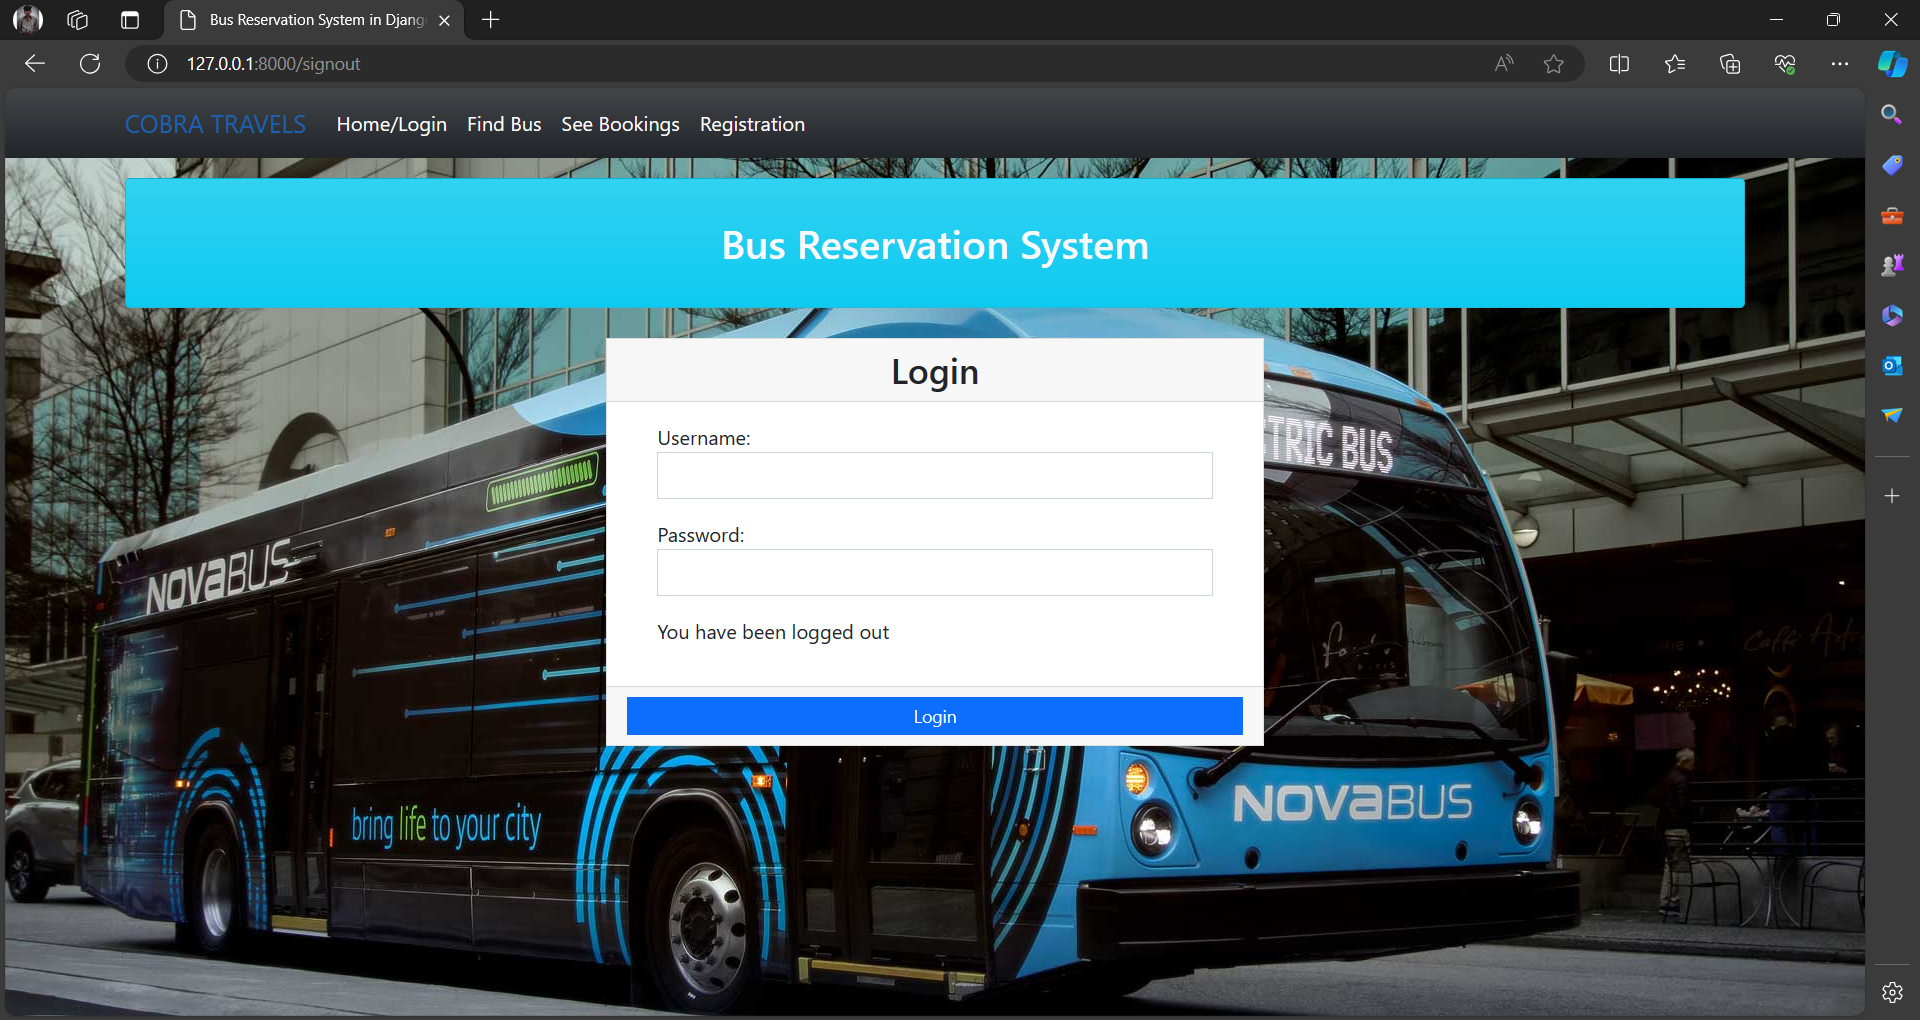 Bus Reservation System in Djang
127.0.0.1:8000/signout
COBRA TRAVELS Home/Login Find Bus See Bookings Registration
Bus Reservation System
Login
TRIC BUS
Username:
Password:
NOVABUS
You have been logged out
Login
NOVABUS
bring life to your city